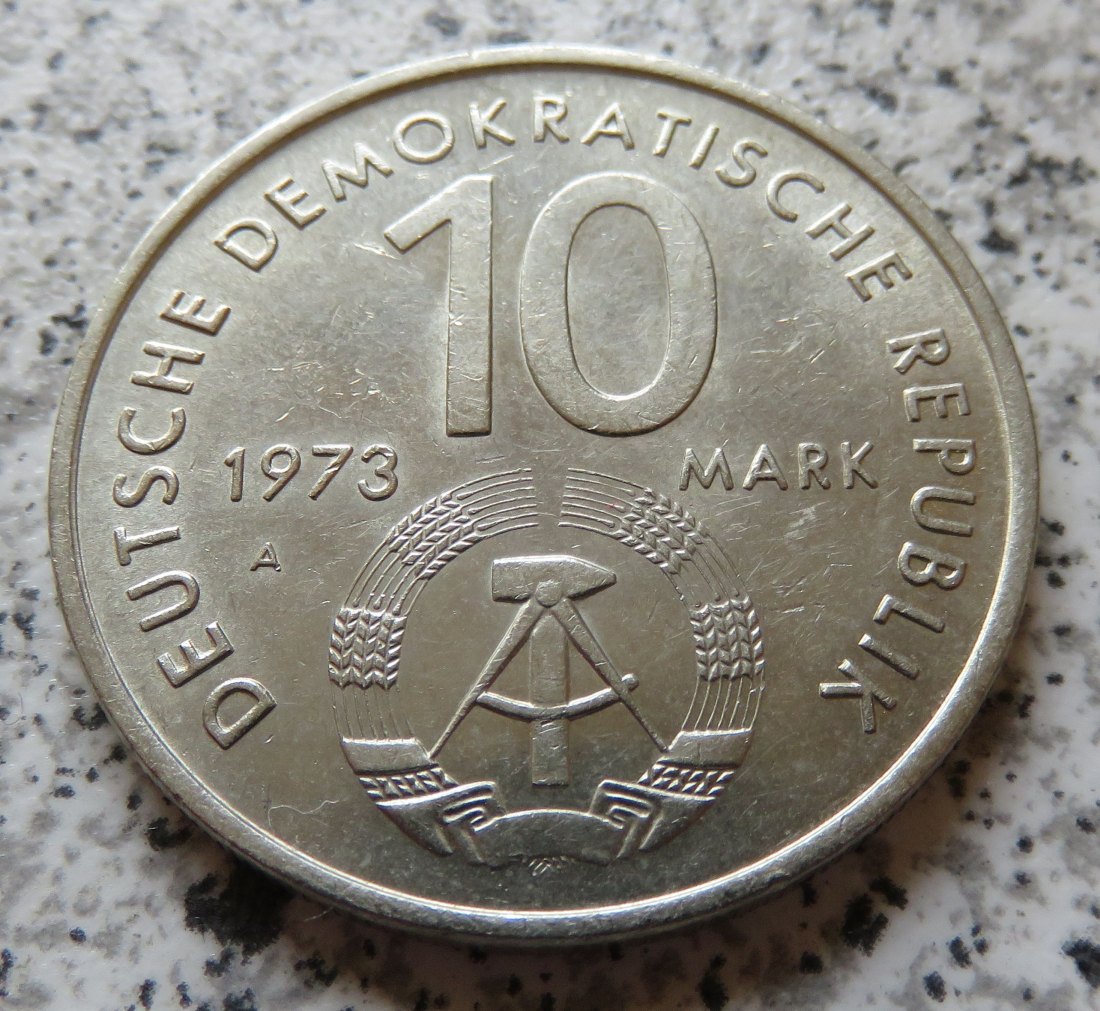 DEUTSCHE DEMOKRATISCHE REPUBLIK
10
1973 MARK
A